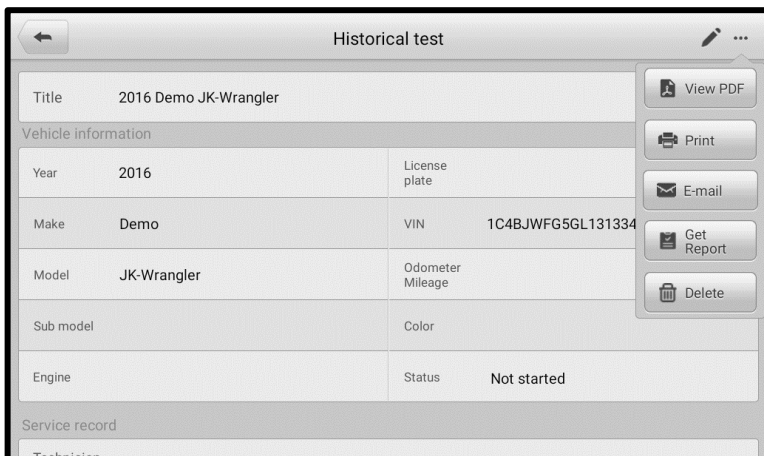 Historical test
Title 2016 Demo JK-Wrangler
View PDF
Vehicle information
Print
Year 2016 License
plate
E-mail
Make Demo VIN 1C4BJWFG5GL131334
Get
Report
Model JK-Wrangler Odometer
Mileage
Delete
Sub model Color
Engine Status Not started
Service record
Technician